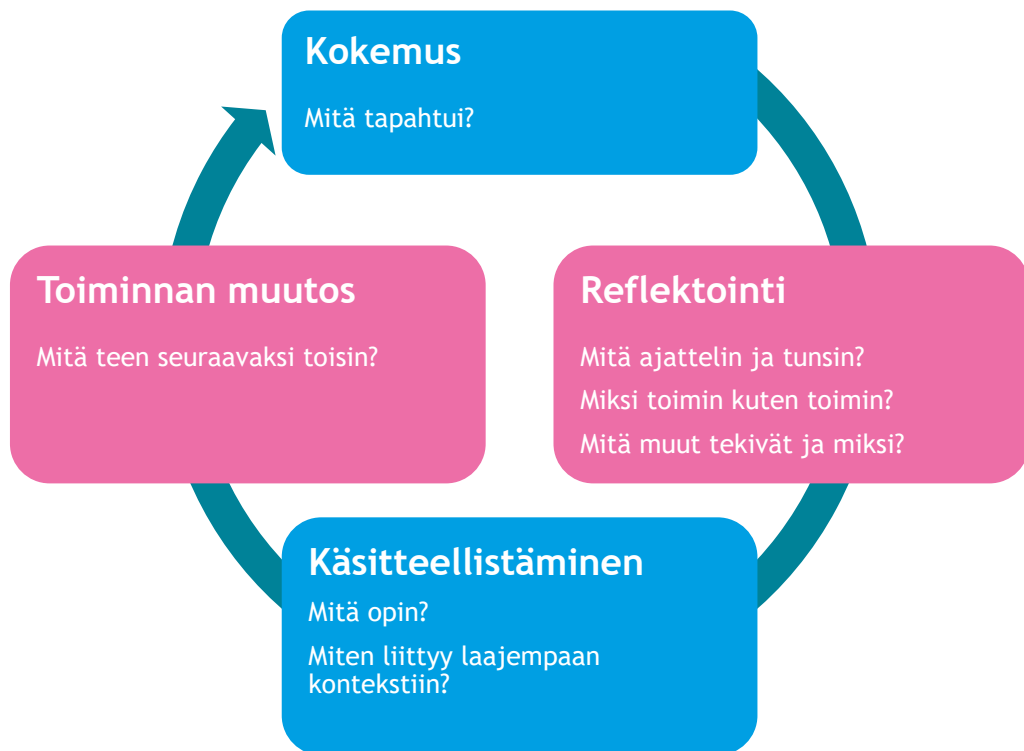 Kokemus
Mitä tapahtui?
Reflektointi
Mitä ajattelin ja tunsin?
Miksi toimin kuten toimin?
Mitä muut tekivät ja miksi?
Käsitteellistäminen
Mitä opin?
Miten liittyy laajempaan
kontekstiin?
Toiminnan muutos
Mitä teen seuraavaksi toisin?